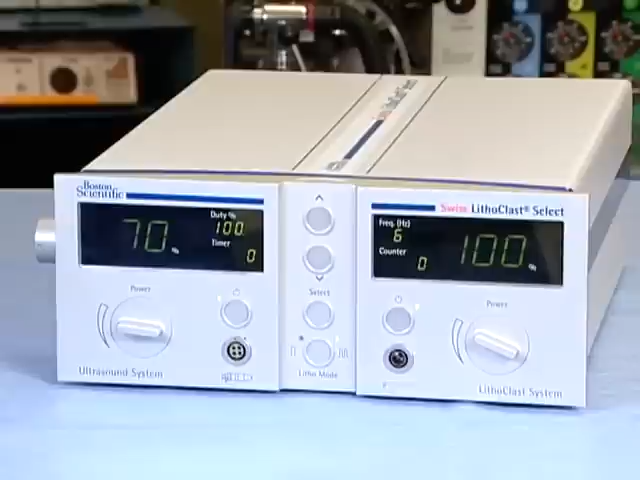 Boston
Scientific
Swiss LithoClast® Select
70 %
Duty %
100
Timer
0
Freq. (Hz)
6
Counter
0
100 %
Power
Select
Power
Litho Mode
Ultrasound System
LithoClast System